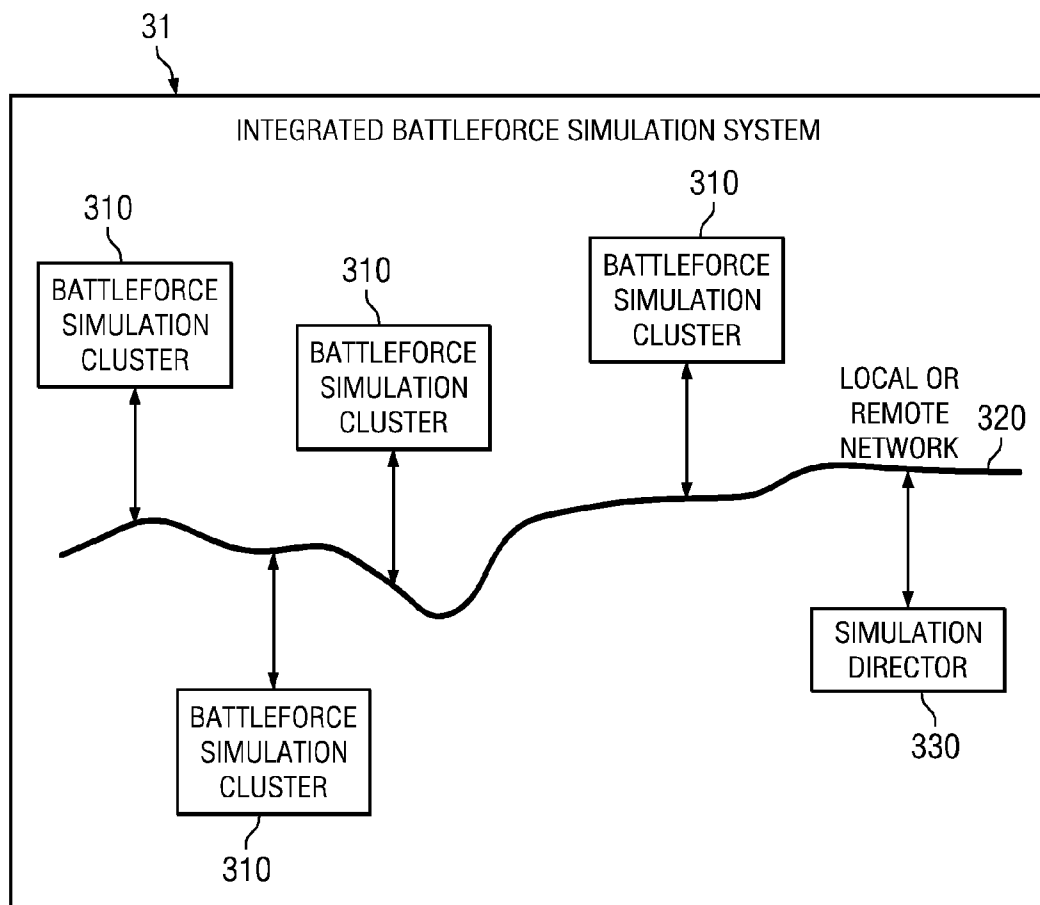 31
INTEGRATED BATTLEFORCE SIMULATION SYSTEM
310
BATTLEFORCE
SIMULATION
CLUSTER
310
BATTLEFORCE
SIMULATION
CLUSTER
310
BATTLEFORCE
SIMULATION
CLUSTER
LOCAL OR
REMOTE
NETWORK
320
BATTLEFORCE
SIMULATION
CLUSTER
310
SIMULATION
DIRECTOR
330